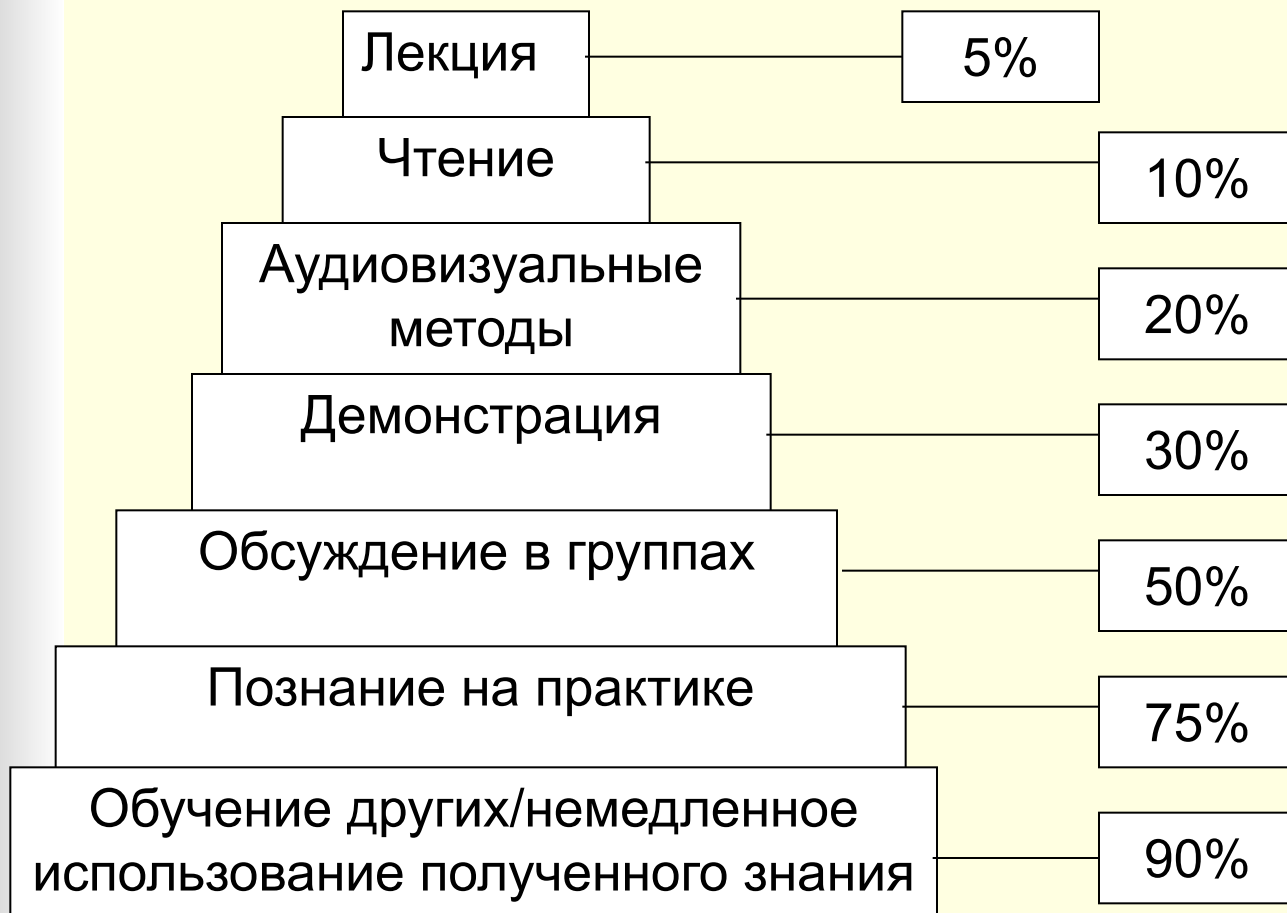 Лекция
5%
Чтение
10%
Аудиовизуальные
методы
20%
Демонстрация
30%
Обсуждение в группах
50%
Познание на практике
75%
Обучение других/немедленное
использование полученного знания
90%